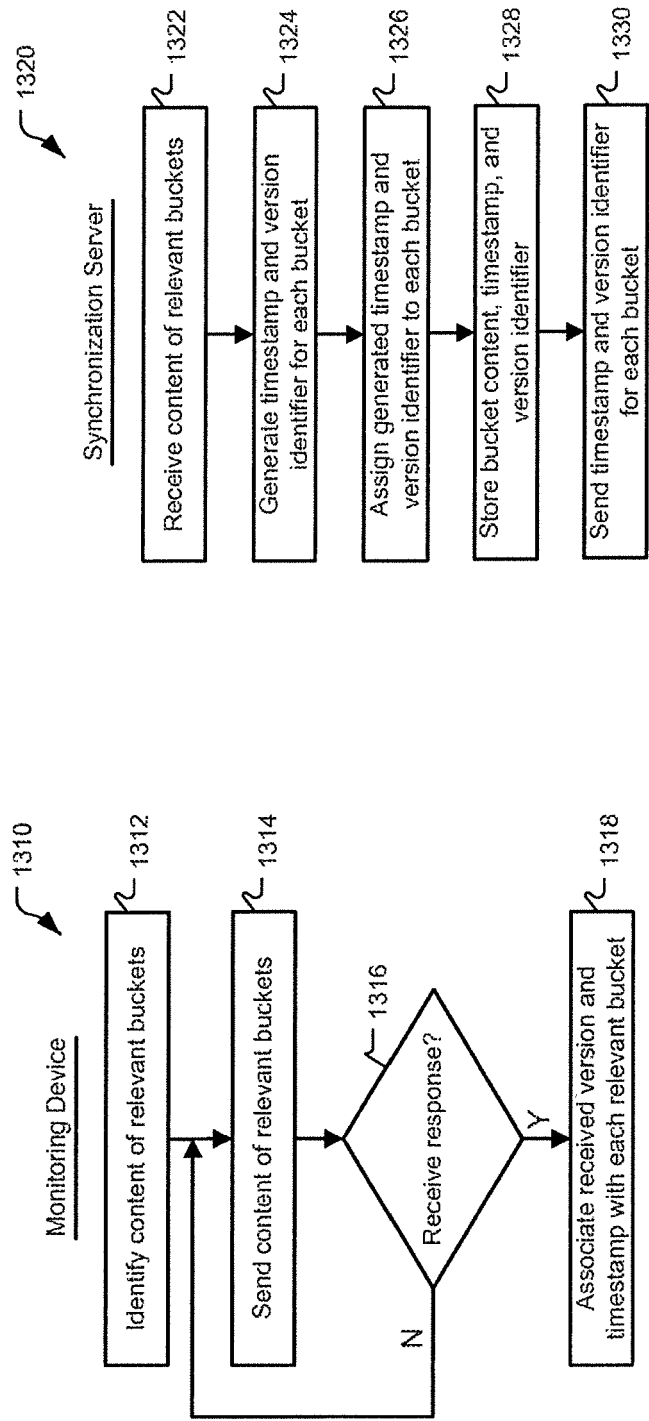 Monitoring Device
1310
Identify content of relevant buckets
1312
Send content of relevant buckets
1314
Receive response?
1316
N
Y
Associate received version and
timestamp with each relevant bucket
1318
Synchronization Server
1320
Receive content of relevant buckets
1322
Generate timestamp and version
identifier for each bucket
1324
Assign generated timestamp and
version identifier to each bucket
1326
Store bucket content, timestamp, and
version identifier
1328
Send timestamp and version identifier
for each bucket
1330